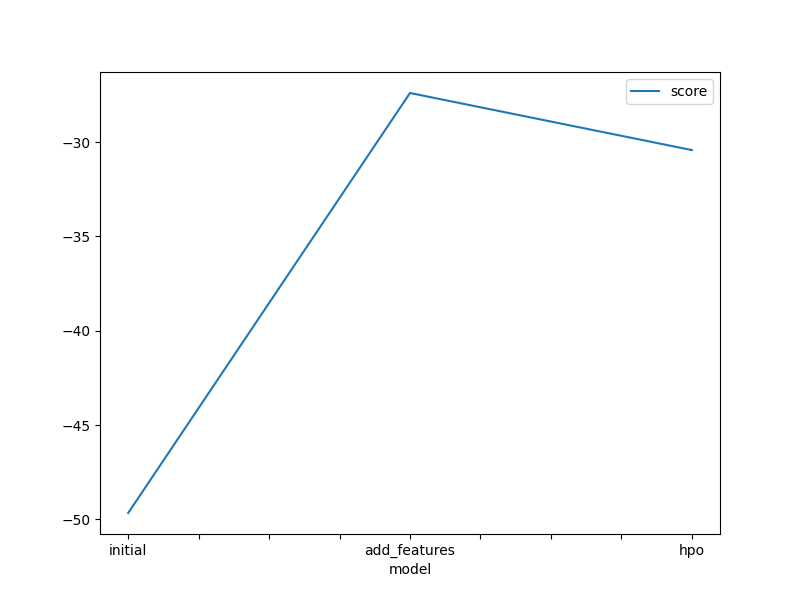 score
−30
−35
−40
−45
−50
initial
add_features
hpo
model